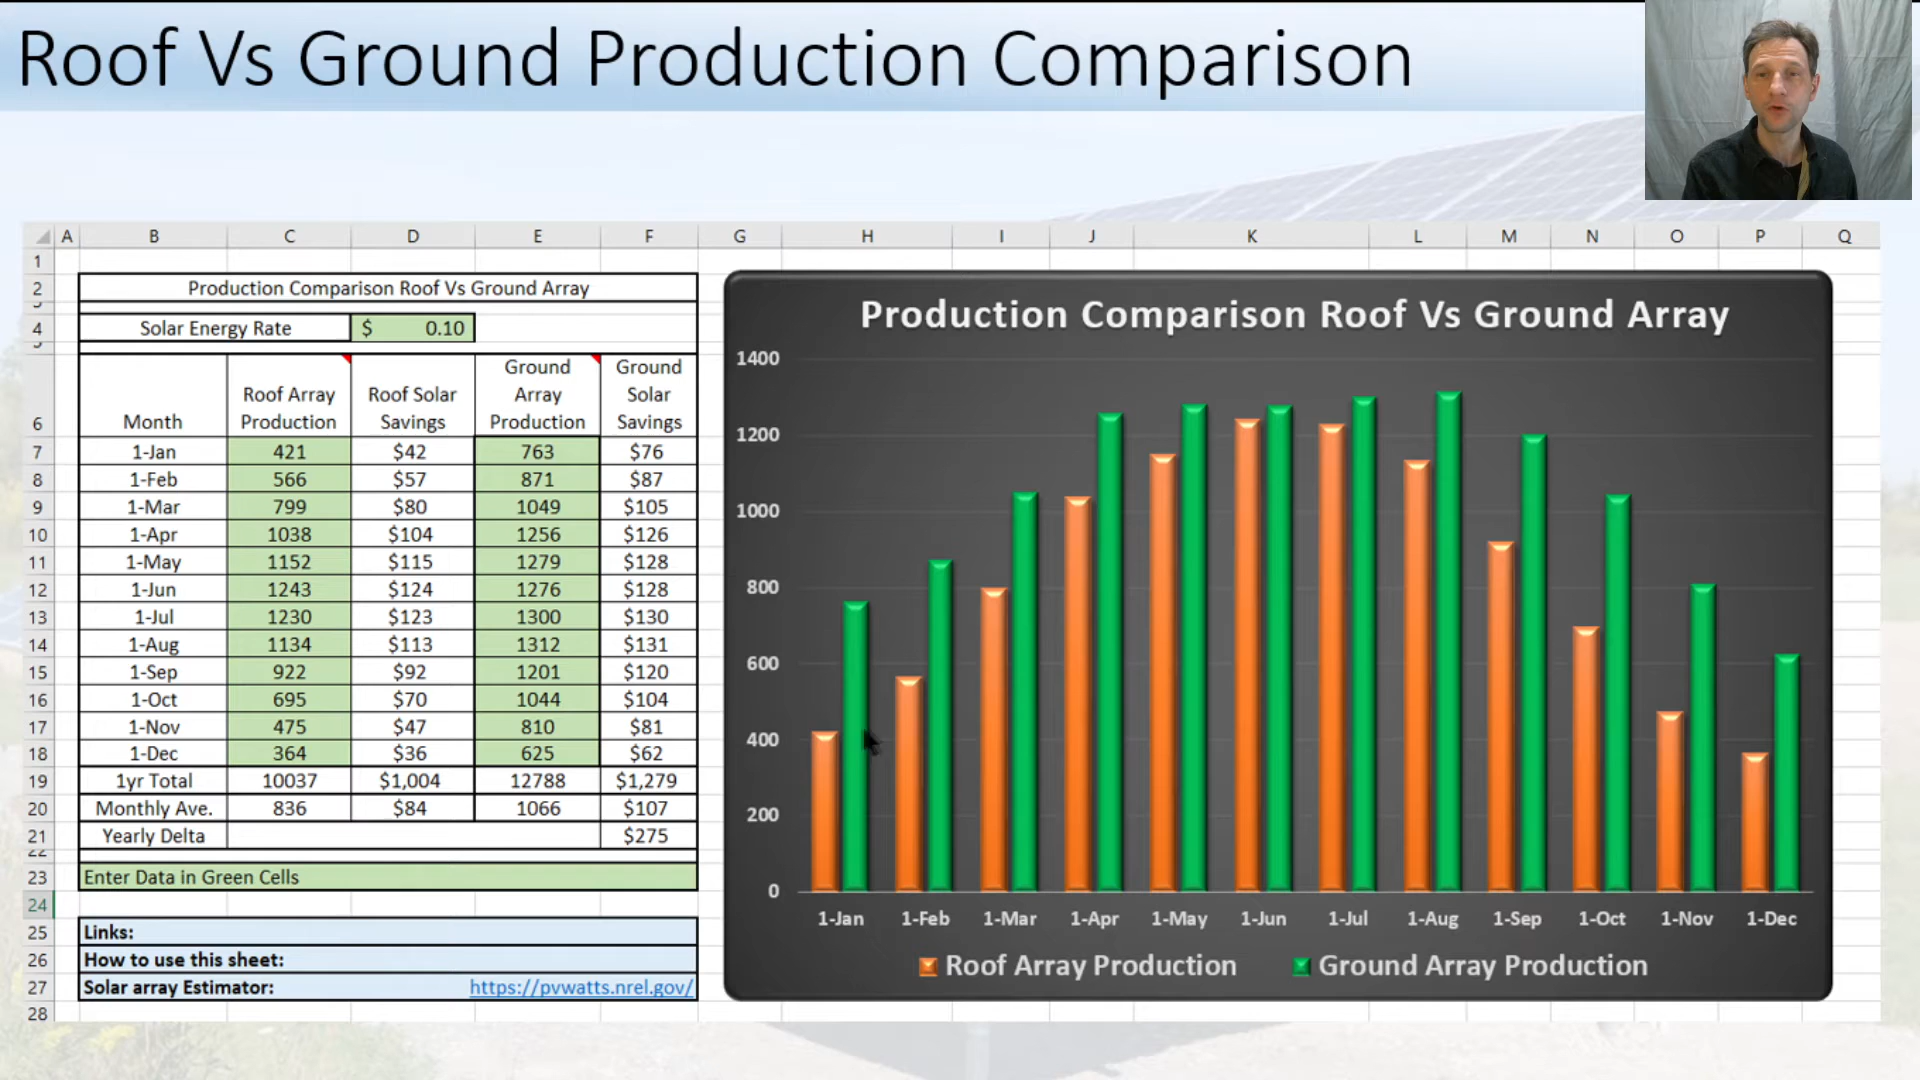 Roof Vs Ground Production Comparison
A B C D E F G H I J K L M N O P Q
1
2 Production Comparison Roof Vs Ground Array
4 Solar Energy Rate $ 0.10
6 Month Roof Array Production Roof Solar Savings Ground Array Production Ground Solar Savings
7 1-Jan 421 $42 763 $76
8 1-Feb 566 $57 871 $87
9 1-Mar 799 $80 1049 $105
10 1-Apr 1038 $104 1256 $126
11 1-May 1152 $115 1279 $128
12 1-Jun 1243 $124 1276 $128
13 1-Jul 1230 $123 1300 $130
14 1-Aug 1134 $113 1312 $131
15 1-Sep 922 $92 1201 $120
16 1-Oct 695 $70 1044 $104
17 1-Nov 475 $47 810 $81
18 1-Dec 364 $36 625 $62
19 1yr Total 10037 $1,004 12788 $1,279
20 Monthly Ave. 836 $84 1066 $107
21 Yearly Delta $275
22
23 Enter Data in Green Cells
24
25 Links:
26 How to use this sheet:
27 Solar array Estimator: https://pvwatts.nrel.gov/
28
Production Comparison Roof Vs Ground Array
1400
1200
1000
800
600
400
200
0
1-Jan 1-Feb 1-Mar 1-Apr 1-May 1-Jun 1-Jul 1-Aug 1-Sep 1-Oct 1-Nov 1-Dec
Roof Array Production Ground Array Production